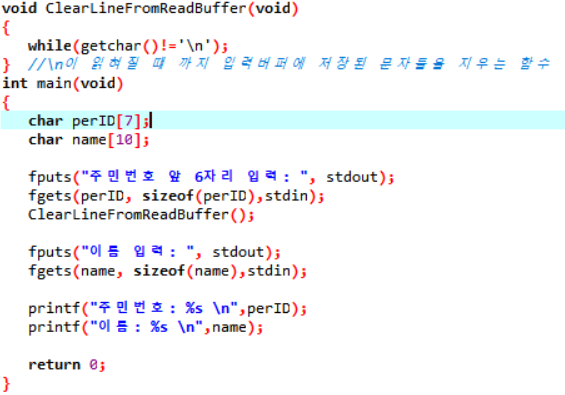 void ClearLineFromReadBuffer(void)
{
while(getchar()!='\n');
} //\n이 읽혀질 때 까지 입력버퍼에 저장된 문자들을 지우는 함수
int main(void)
{
char perID[7];
char name[10];
fputs("주민번호 앞 6자리 입력: ", stdout);
fgets(perID, sizeof(perID),stdin);
ClearLineFromReadBuffer();
fputs("이름 입력: ", stdout);
fgets(name, sizeof(name),stdin);
printf("주민번호: %s \n",perID);
printf("이름: %s \n",name);
return 0;
}